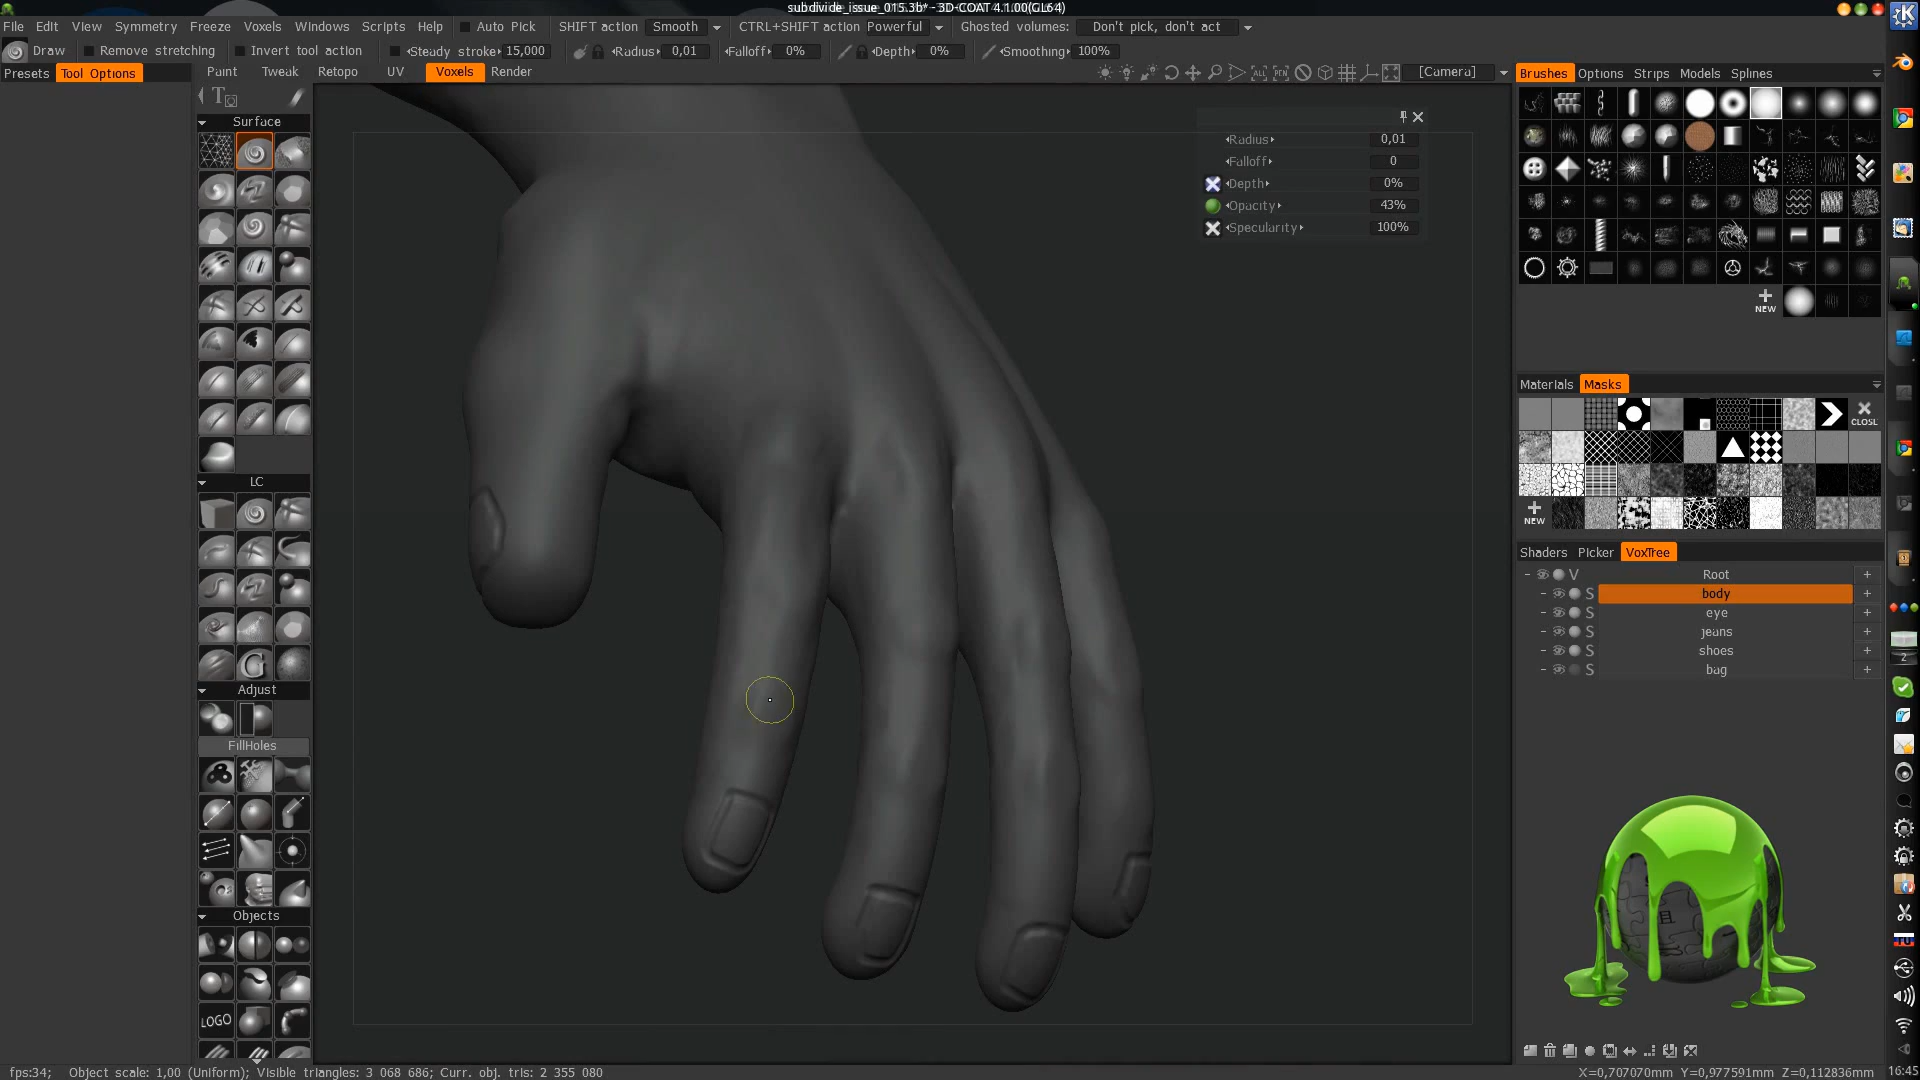 subdivide_issue_015.3b* - 3D-COAT 4.1.00(GL64)
File Edit View Symmetry Freeze Voxels Windows Scripts Help Auto Pick SHIFT action Smooth CTRL+SHIFT action Powerful Ghosted volumes: Don't pick, don't act
Draw Remove stretching Invert tool action Steady stroke 15,000 Radius 0,01 Falloff 0% Depth 0% Smoothing 100%
Presets Tool Options Paint Tweak Retopo UV Voxels Render [Camera] Brushes Options Strips Models Splines
Surface
Radius 0,01
Falloff 0
Depth 0%
Opacity 43%
Specularity 100%
NEW
Materials Masks
CLOSE
NEW
LC
G
Shaders Picker VoxTree
V Root +
S body +
S eye +
S jeans +
S shoes +
S bag +
2
Adjust
FillHoles
Objects
LOGO
fps:34; Object scale: 1,00 (Uniform); Visible triangles: 3 068 686; Curr. obj. tris: 2 355 080
X=0,707070mm Y=0,977591mm Z=0,112836mm
16:45